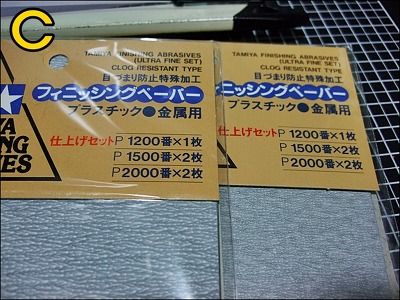 C
TAMIYA FINISHING ABRASIVES
(ULTRA FINE SET)
CLOG RESISTANT TYPE
目づまり防止特殊加工
フィニッシングペーパー
プラスチック●金属用
仕上げセット P 1200番×1枚
P 1500番×2枚
P 2000番×2枚
TAMIYA FINISHING ABRASIVES
(ULTRA FINE SET)
CLOG RESISTANT TYPE
目づまり防止特殊加工
ィニッシングペーパー
プラスチック●金属用
仕上げセット P 1200番×1枚
P 1500番×2枚
P 2000番×2枚